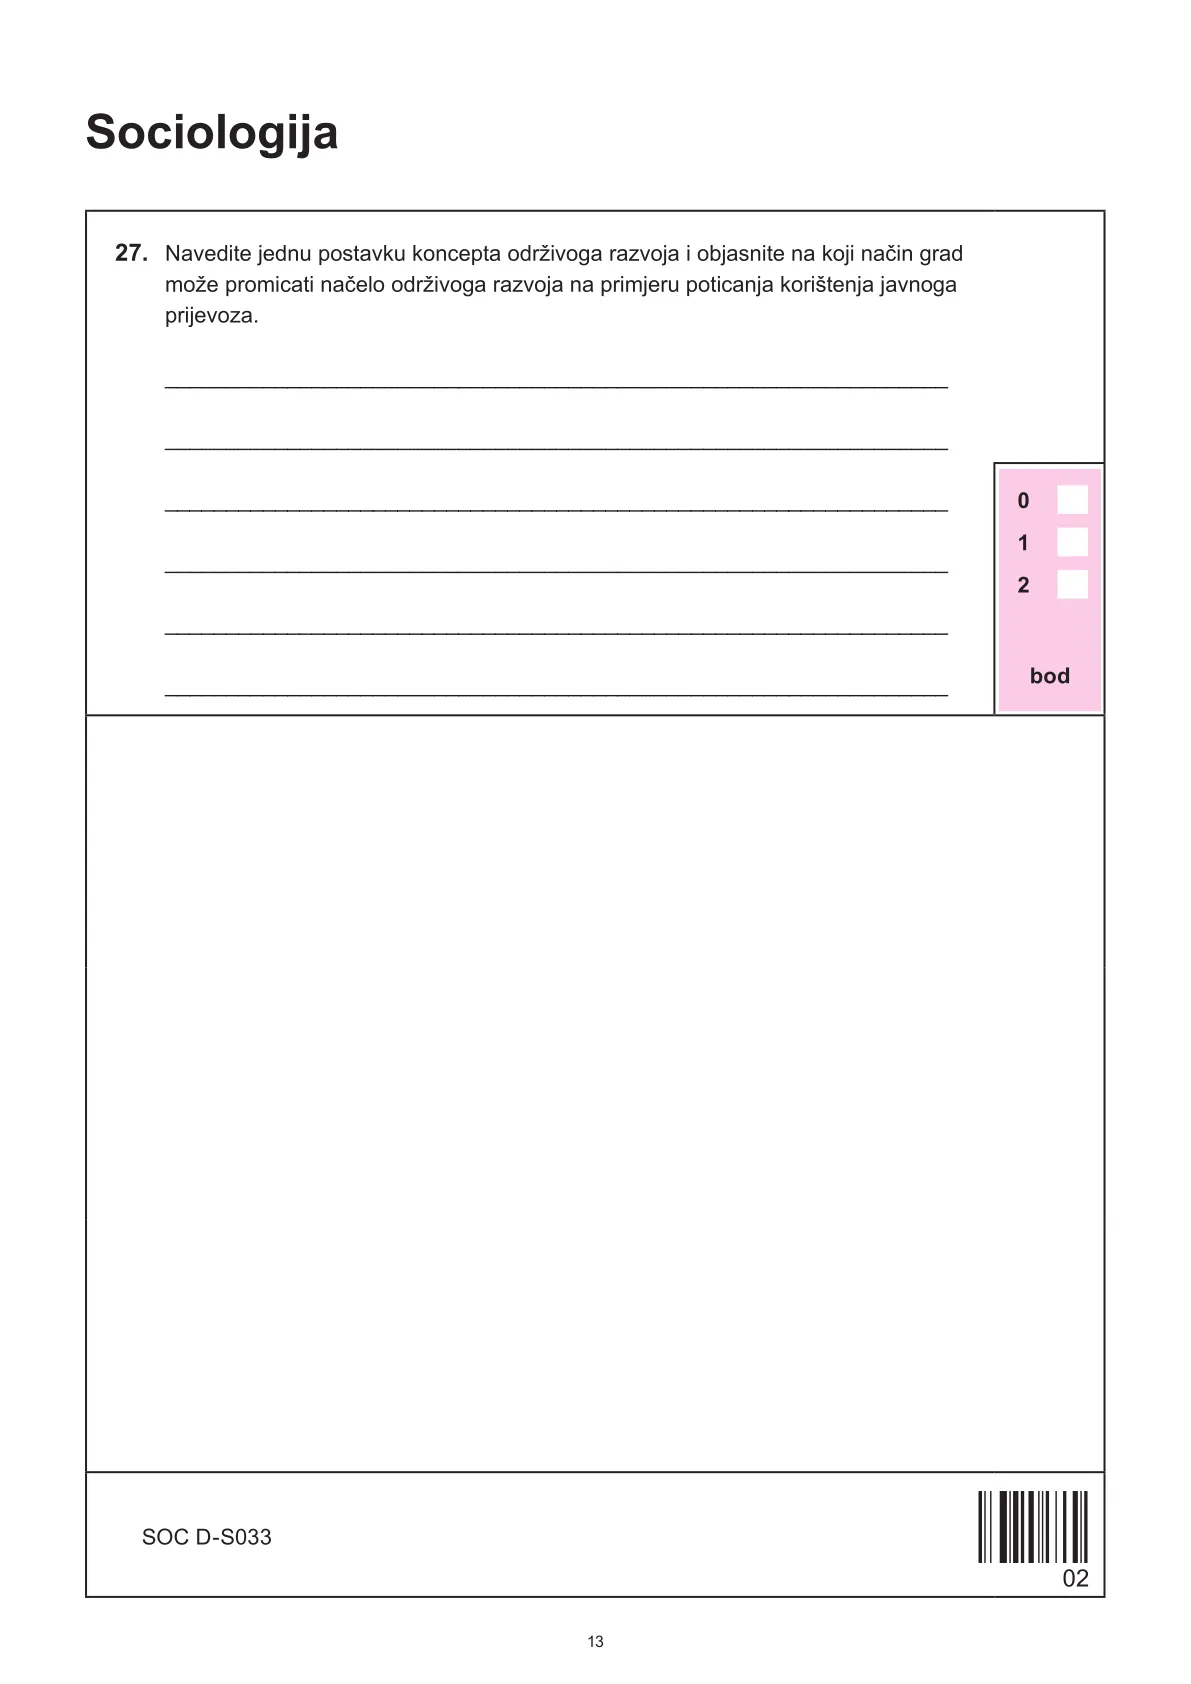 Sociologija
27. Navedite jednu postavku koncepta održivoga razvoja i objasnite na koji način grad
može promicati načelo održivoga razvoja na primjeru poticanja korištenja javnoga
prijevoza.
0
1
2
bod
SOC D-S033
02
13